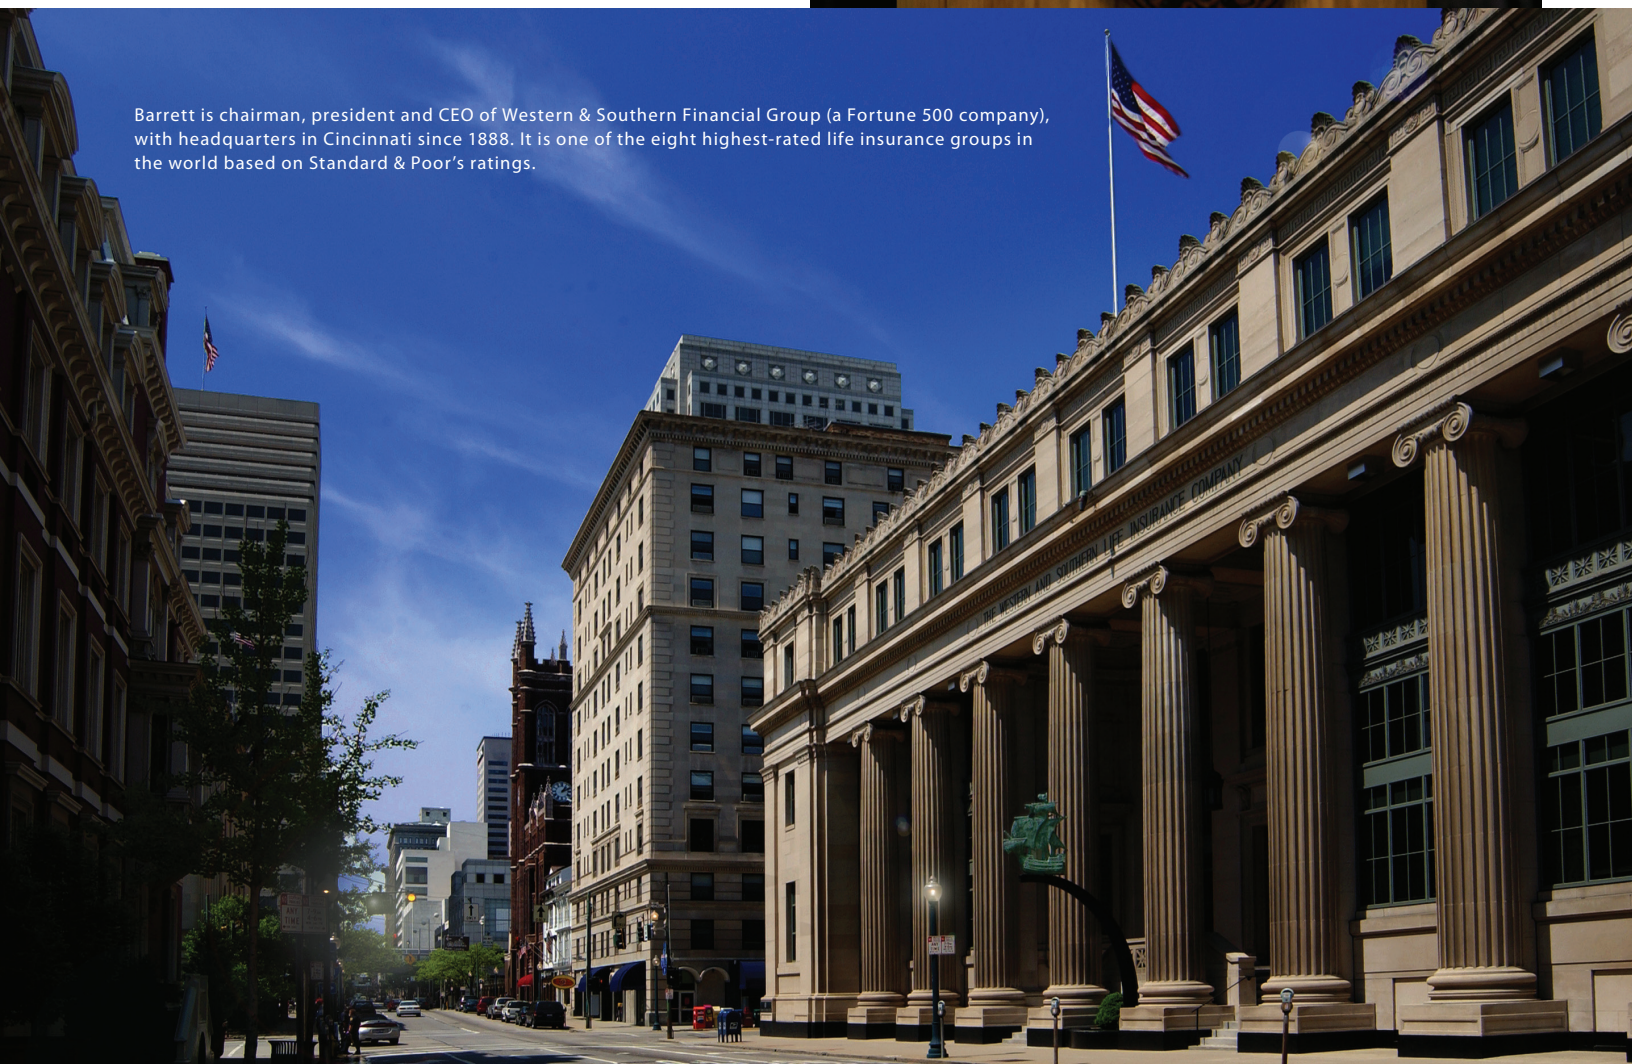 Barrett is chairman, president and CEO of Western & Southern Financial Group (a Fortune 500 company),
with headquarters in Cincinnati since 1888. It is one of the eight highest-rated life insurance groups in
the world based on Standard & Poor’s ratings.
THE WESTERN AND SOUTHERN LIFE INSURANCE COMPANY
ANY
TIME